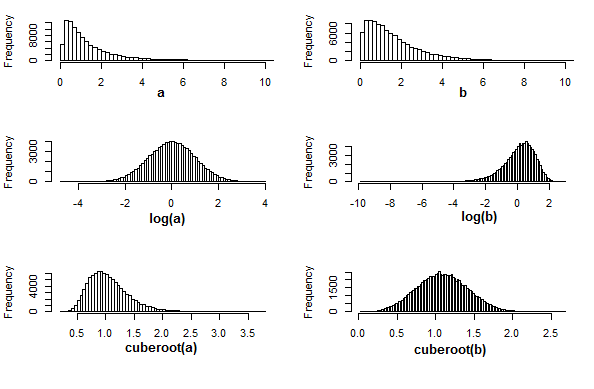 Frequency
0 8000
0 2 4 6 8 10
a
Frequency
0 6000
0 2 4 6 8 10
b
Frequency
0 3000
-4 -2 0 2 4
log(a)
Frequency
0 3000
-10 -8 -6 -4 -2 0 2
log(b)
Frequency
0 4000
0.5 1.0 1.5 2.0 2.5 3.0 3.5
cuberoot(a)
Frequency
0 1500
0.0 0.5 1.0 1.5 2.0 2.5
cuberoot(b)